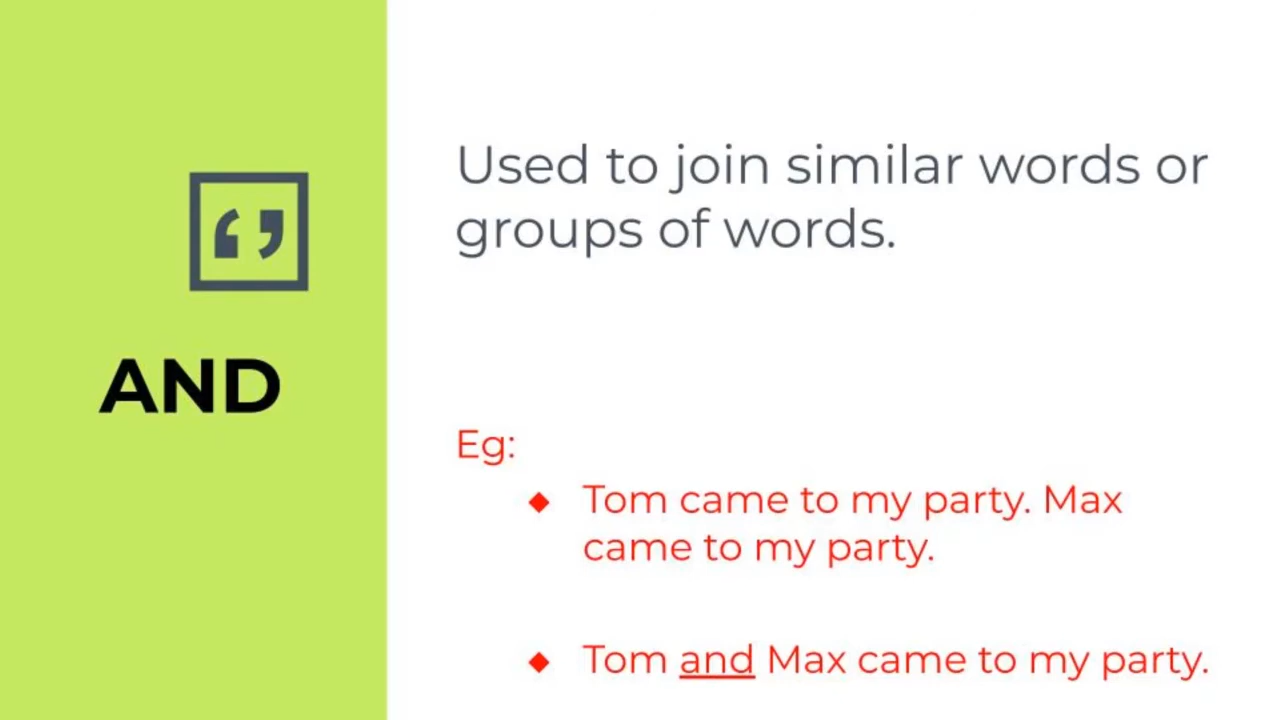 AND
Used to join similar words or
groups of words.
Eg:
Tom came to my party. Max
came to my party.
Tom and Max came to my party.